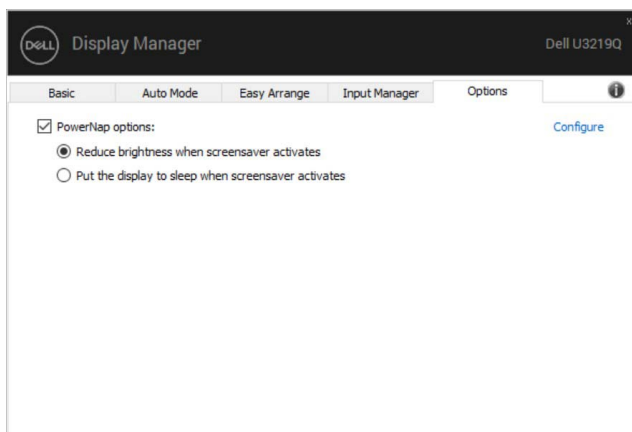 x
DELL Display Manager Dell U3219Q
Basic Auto Mode Easy Arrange Input Manager Options i
PowerNap options: Configure
Reduce brightness when screensaver activates
Put the display to sleep when screensaver activates